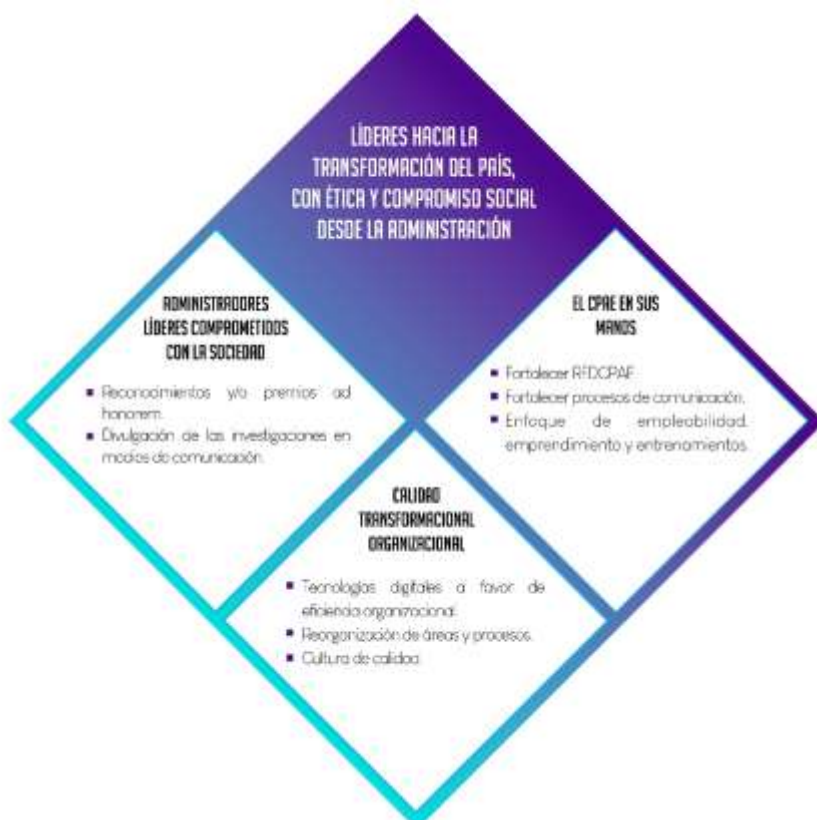 LÍDERES HACIA LA
TRANSFORMACIÓN DEL PAÍS,
CON ÉTICA Y COMPROMISO SOCIAL
DESDE LA ADMINISTRACIÓN
ADMINISTRADORES
LÍDERES COMPROMETIDOS
CON LA SOCIEDAD
▪ Reconocimientos y/o premios ad
honorem.
▪ Divulgación de las investigaciones en
medios de comunicación.
EL CPAE EN SUS
MANOS
▪ Fortalecer
▪ Fortalecer procesos de comunicación.
▪ Enfoque de empleabilidad,
emprendimiento y entrenamientos.
CALIDAD
TRANSFORMACIONAL
ORGANIZACIONAL
▪ Tecnologías digitales a favor de
eficiencia organizacional.
▪ Reorganización de áreas y procesos.
▪ Cultura de calidad.